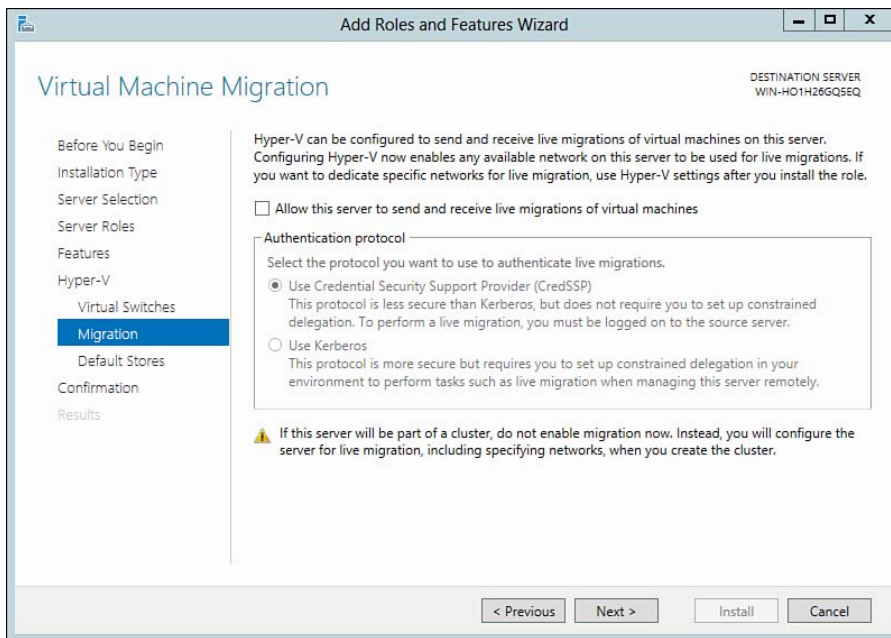 Add Roles and Features Wizard
Virtual Machine Migration
DESTINATION SERVER
WIN-HO1H26GQ5EQ
Before You Begin
Installation Type
Server Selection
Server Roles
Features
Hyper-V
Virtual Switches
Migration
Default Stores
Confirmation
Results
Hyper-V can be configured to send and receive live migrations of virtual machines on this server.
Configuring Hyper-V now enables any available network on this server to be used for live migrations. If
you want to dedicate specific networks for live migration, use Hyper-V settings after you install the role.
Allow this server to send and receive live migrations of virtual machines
Authentication protocol
Select the protocol you want to use to authenticate live migrations.
Use Credential Security Support Provider (CredSSP)
This protocol is less secure than Kerberos, but does not require you to set up constrained
delegation. To perform a live migration, you must be logged on to the source server.
Use Kerberos
This protocol is more secure but requires you to set up constrained delegation in your
environment to perform tasks such as live migration when managing this server remotely.
If this server will be part of a cluster, do not enable migration now. Instead, you will configure the
server for live migration, including specifying networks, when you create the cluster.
< Previous
Next >
Install
Cancel